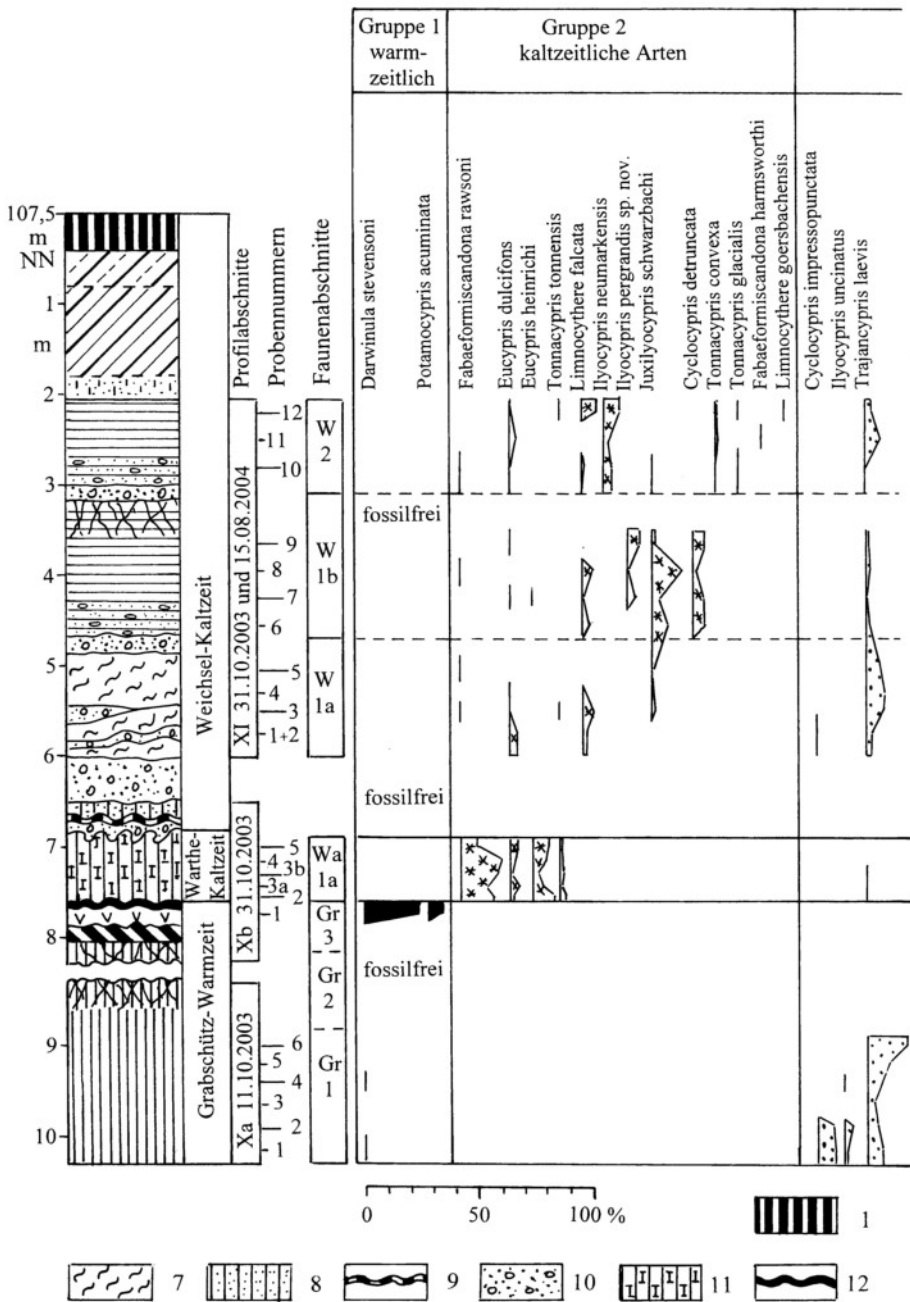 Gruppe 1
warm-
zeitlich
Gruppe 2
kaltzeitliche Arten
107,5
m
NN
1
m
2
3
4
5
6
7
8
9
10
Weichsel-Kaltzeit
Warthe-
Kaltzeit
Grabschütz-Warmzeit
Profilabschnitte
Probennummern
Faunenabschnitte
XI 31.10.2003 und 15.08.2004
Xb 31.10.2003
Xa 11.10.2003
12
11
10
9
8
7
6
5
4
3
1+2
5
4
3b
3a
2
1
6
5
4
3
2
1
W
2
W
1b
W
1a
Wa
1a
Gr
3
Gr
2
Gr
1
Darwinula stevensoni
Potamocypris acuminata
Fabaeformiscandona rawsoni
Eucypris dulcifons
Eucypris heinrichi
Tonnacypris tonnensis
Limnocythere falcata
Ilyocypris neumarkensis
Ilyocypris pergrandis sp. nov.
Juxilyocypris schwarzbachi
Cyclocypris detruncata
Tonnacypris convexa
Tonnacypris glacialis
Fabaeformiscandona harmsworthi
Limnocythere goersbachensis
Cyclocypris impressopunctata
Ilyocypris uncinatus
Trajancypris laevis
fossilfrei
fossilfrei
fossilfrei
0
50
100 %
1
7
8
9
10
11
12